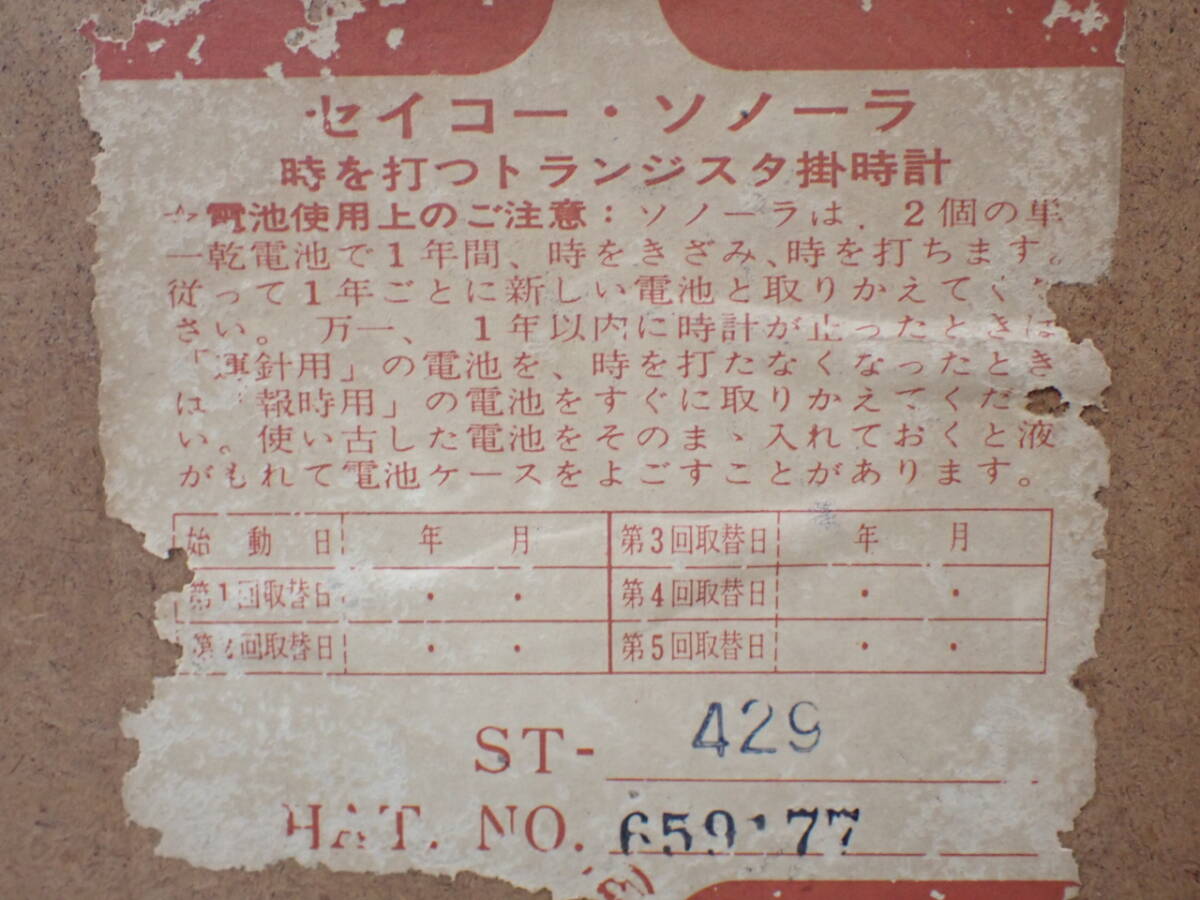 セイコー・ソノーラ
時を打つトランジスタ掛時計
電池使用上のご注意：ソノーラは、2個の単
一乾電池で1年間、時をきざみ、時を打ちます。
従って1年ごとに新しい電池と取りかえてくだ
さい。万一、1年以内に時計が止ったときは
「運針用」の電池を、時を打たなくなったとき
は「報時用」の電池をすぐに取りかえてくださ
い。使い古した電池をそのまゝ入れておくと液
がもれて電池ケースをよごすことがあります。
始動日 年 月 第3回取替日 年 月
第1回取替日 ・ ・ 第4回取替日 ・ ・
第2回取替日 ・ ・ 第5回取替日 ・ ・
ST- 429
NO.